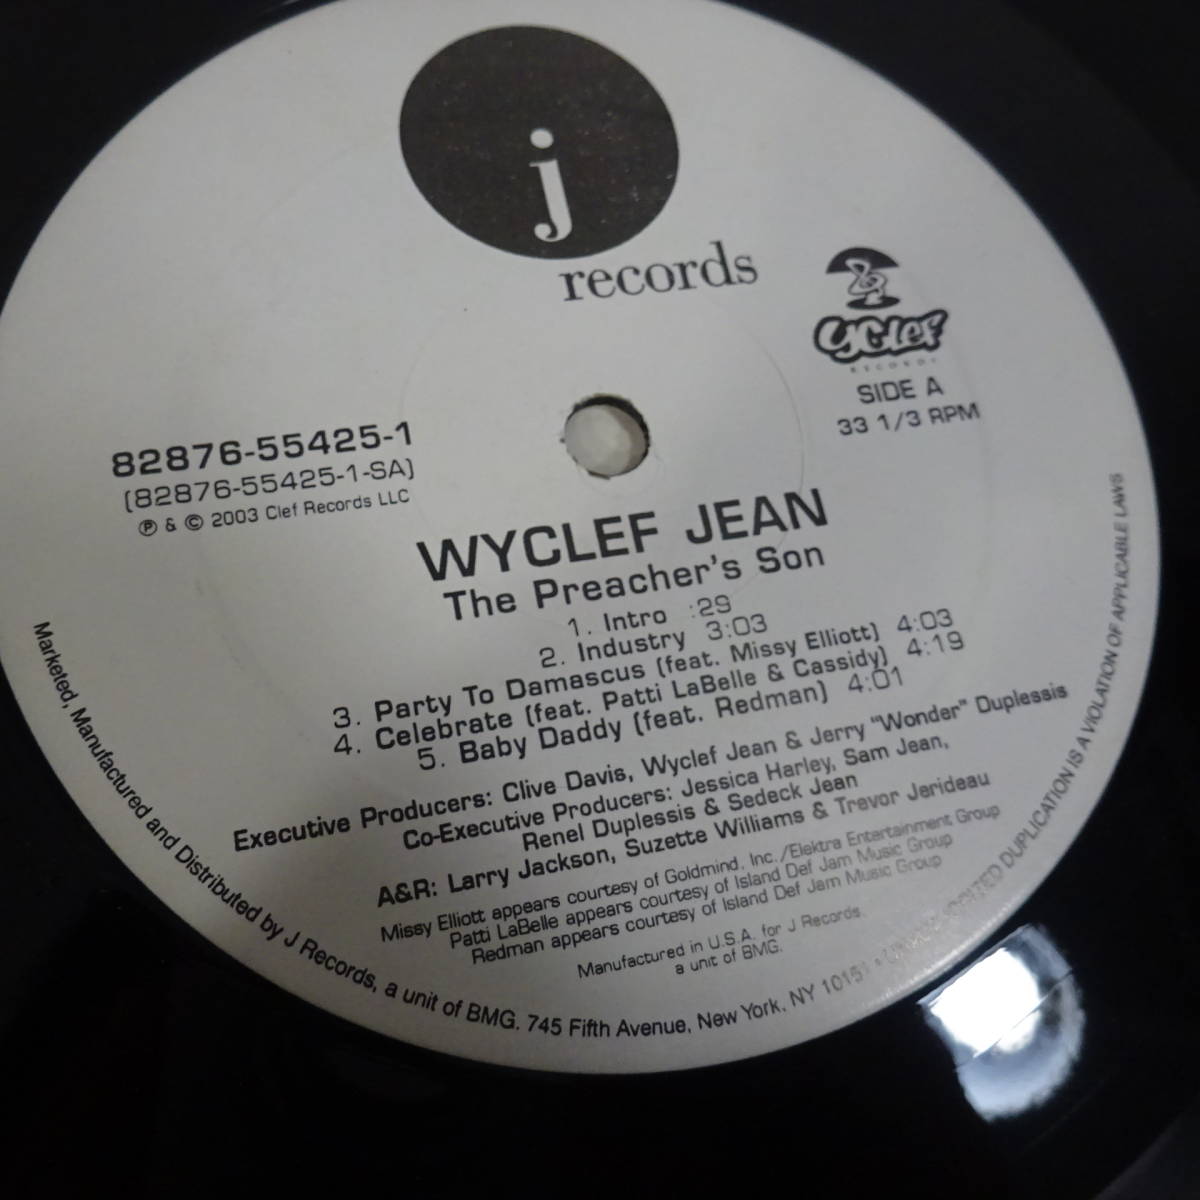 j
records
yclef
RECORDS
SIDE A
33 1/3 RPM
82876-55425-1
(82876-55425-1-SA)
℗ & © 2003 Clef Records LLC
WYCLEF JEAN
The Preacher's Son
1. Intro :29
2. Industry 3:03
3. Party To Damascus (feat. Missy Elliott) 4:03
4. Celebrate (feat. Patti LaBelle & Cassidy) 4:19
5. Baby Daddy (feat. Redman) 4:01
Executive Producers: Clive Davis, Wyclef Jean & Jerry "Wonder" Duplessis
Co-Executive Producers: Jessica Harley, Sam Jean,
Renel Duplessis & Sedeck Jean
A&R: Larry Jackson, Suzette Williams & Trevor Jerideau
Missy Elliott appears courtesy of Goldmind, Inc./Elektra Entertainment Group
Patti LaBelle appears courtesy of Island Def Jam Music Group
Redman appears courtesy of Island Def Jam Music Group
Manufactured in U.S.A. for J Records,
a unit of BMG.
Marketed, Manufactured and Distributed by J Records, a unit of BMG. 745 Fifth Avenue, New York, NY 10151 • DUPLICATION IS A VIOLATION OF APPLICABLE LAWS